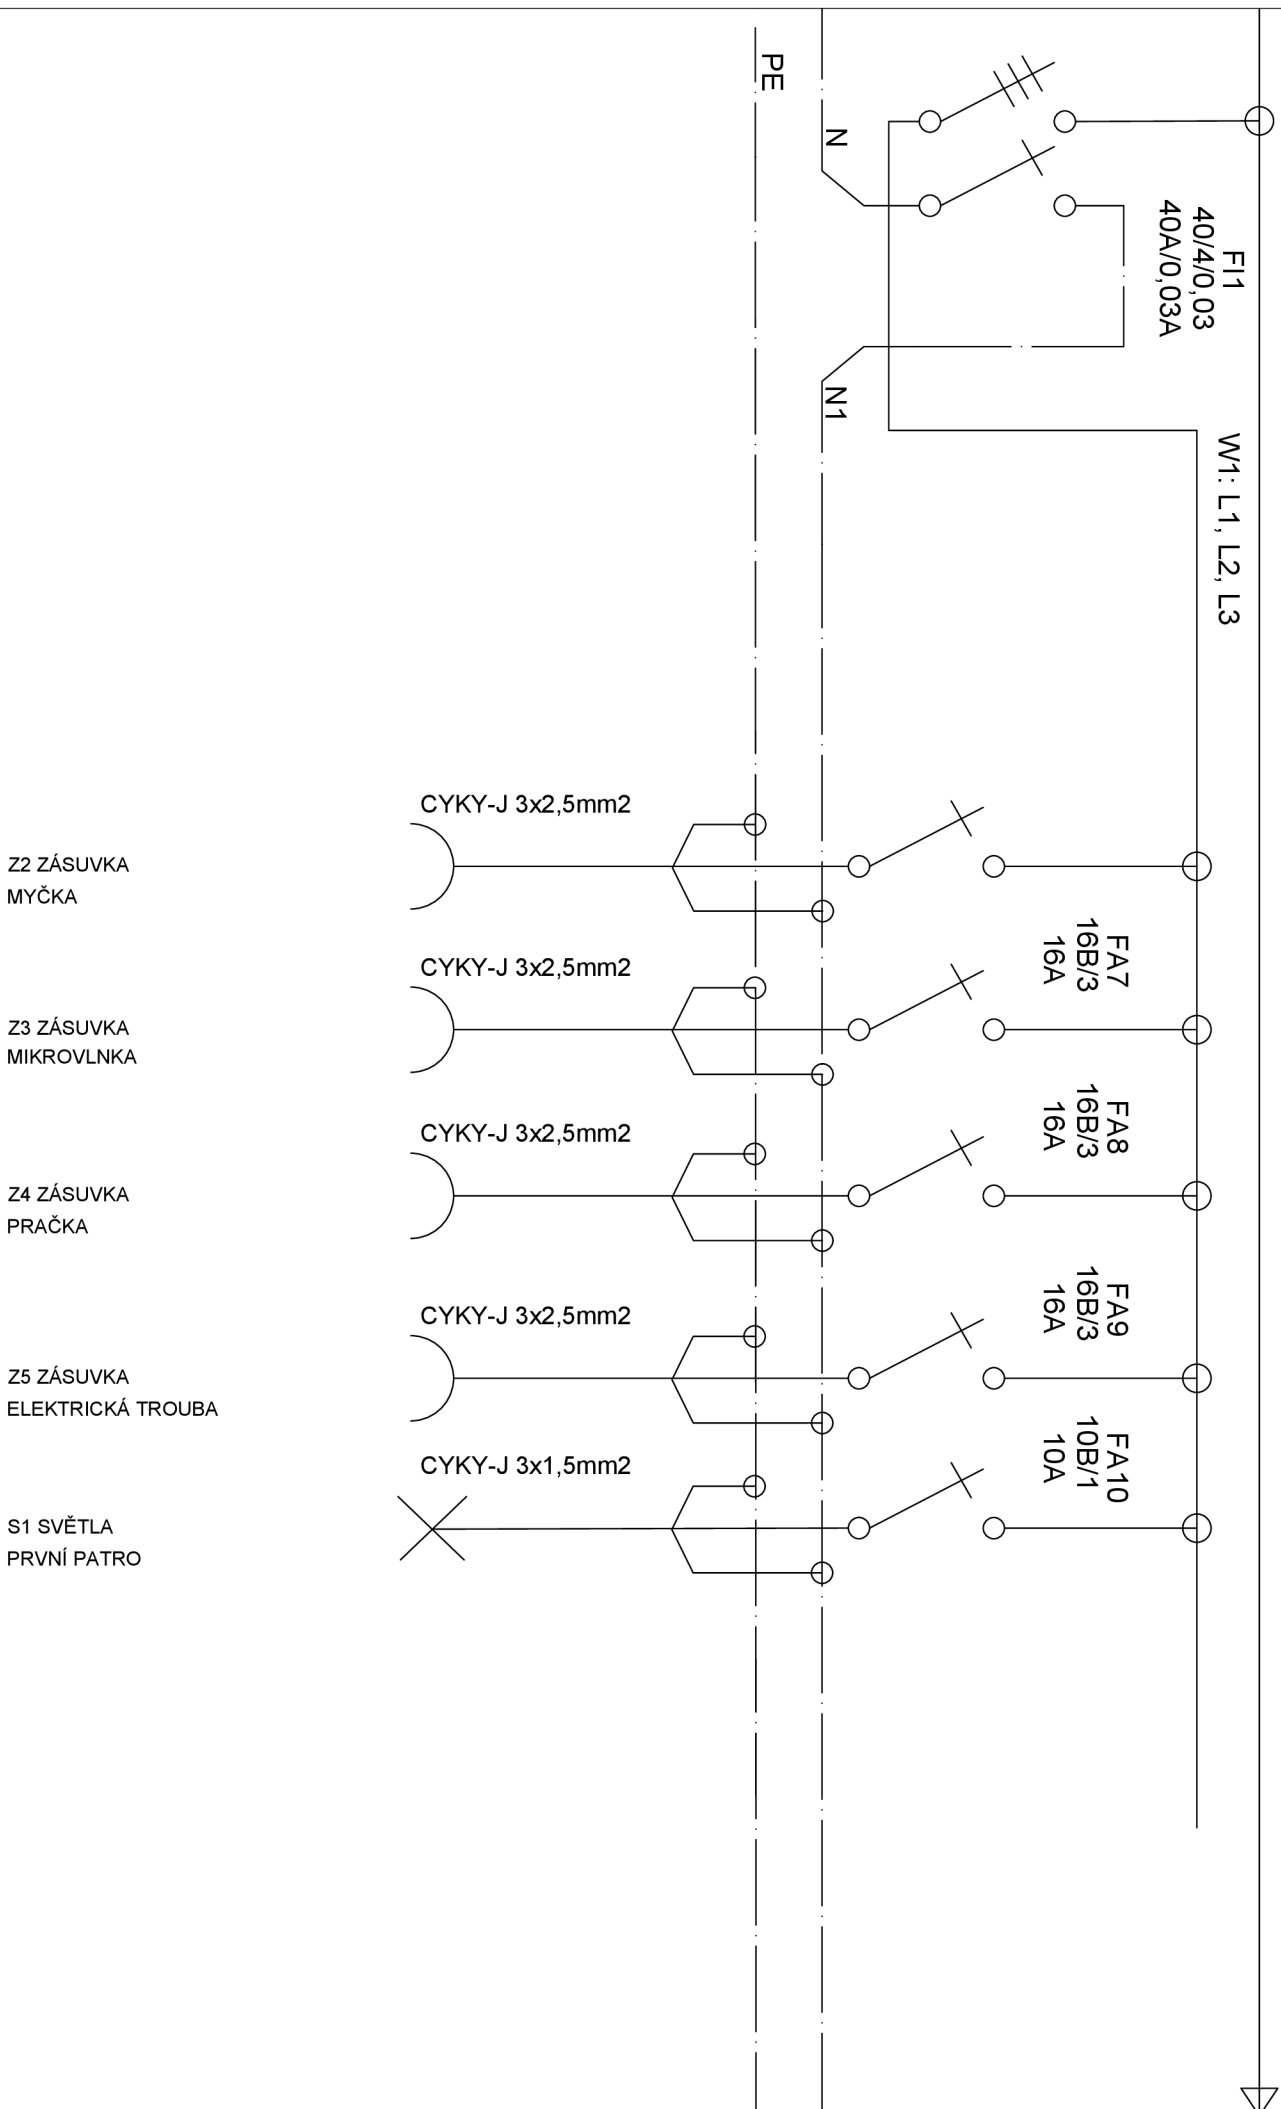 PE
N
FI1
40/4/0,03
40A/0,03A
N1
W1: L1, L2, L3
CYKY-J 3x2,5mm2
Z2 ZÁSUVKA
MYČKA
FA7
16B/3
16A
CYKY-J 3x2,5mm2
Z3 ZÁSUVKA
MIKROVLNKA
FA8
16B/3
16A
CYKY-J 3x2,5mm2
Z4 ZÁSUVKA
PRAČKA
FA9
16B/3
16A
CYKY-J 3x2,5mm2
Z5 ZÁSUVKA
ELEKTRICKÁ TROUBA
FA10
10B/1
10A
CYKY-J 3x1,5mm2
S1 SVĚTLA
PRVNÍ PATRO